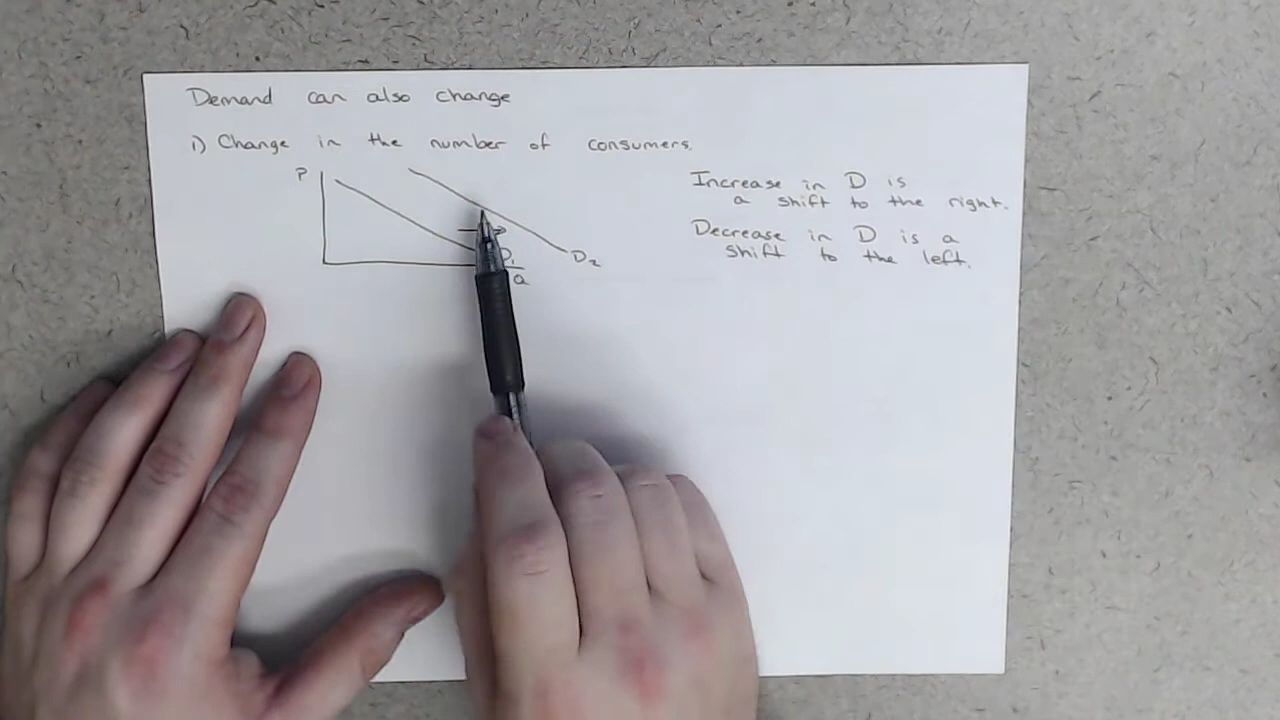 Demand can also change
1) Change in the number of consumers.
P
D1
D2
Q
Increase in D is
a shift to the right.
Decrease in D is a
shift to the left.